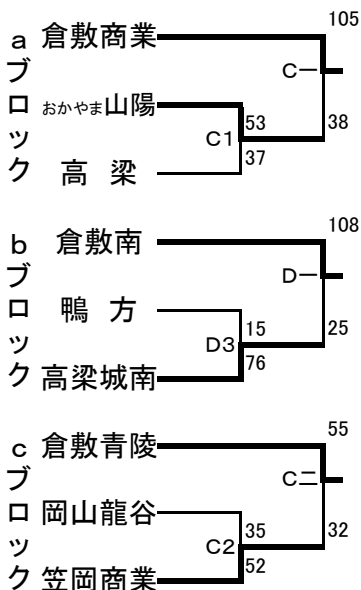 aブロック
倉敷商業
105
C一
おかやま山陽
53
38
C1
37
高 梁
bブロック
倉敷南
108
D一
鴨 方
15
25
D3
76
高梁城南
cブロック
倉敷青陵
55
C二
岡山龍谷
35
32
C2
52
笠岡商業